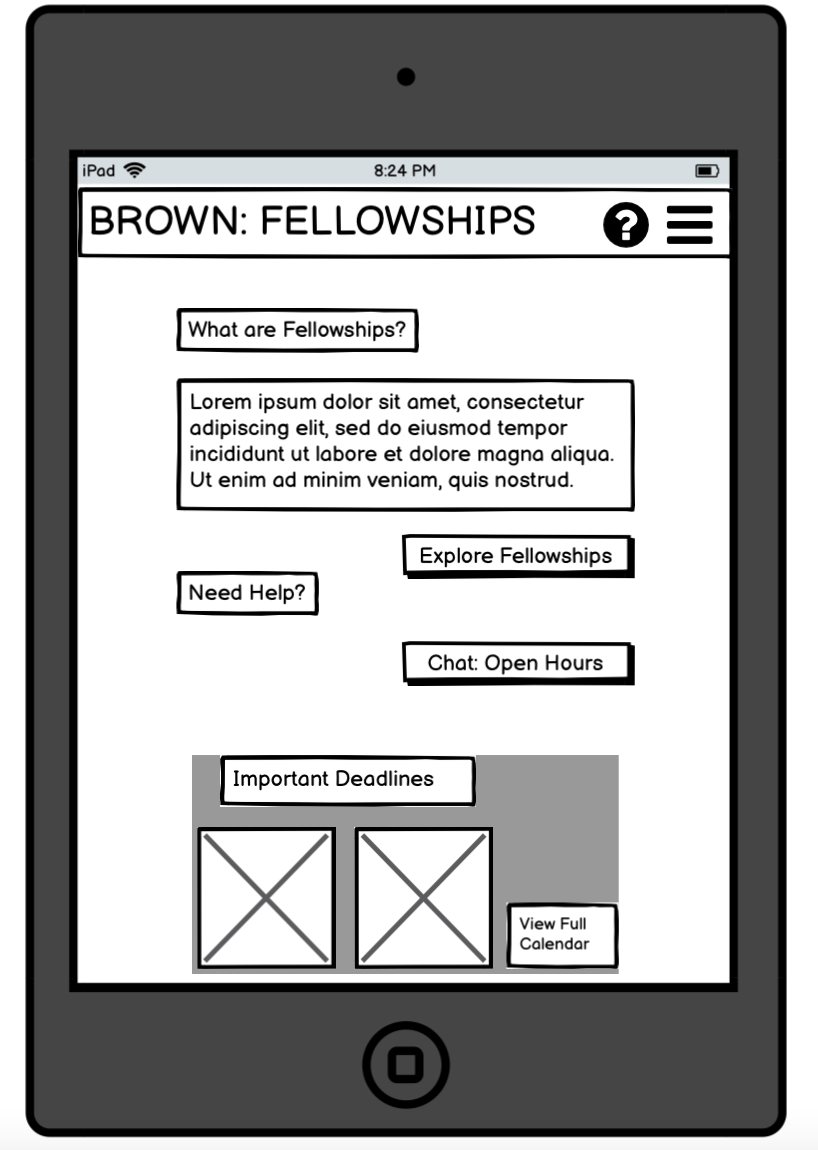 iPad 8:24 PM
BROWN: FELLOWSHIPS ?
What are Fellowships?
Lorem ipsum dolor sit amet, consectetur
adipiscing elit, sed do eiusmod tempor
incididunt ut labore et dolore magna aliqua.
Ut enim ad minim veniam, quis nostrud.
Explore Fellowships
Need Help?
Chat: Open Hours
Important Deadlines
View Full
Calendar